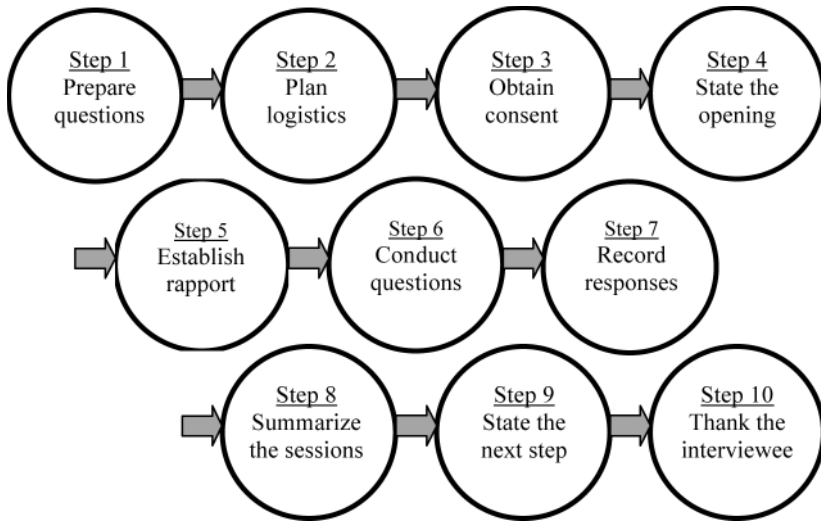 Step 1
Prepare
questions
Step 2
Plan
logistics
Step 3
Obtain
consent
Step 4
State the
opening
Step 5
Establish
rapport
Step 6
Conduct
questions
Step 7
Record
responses
Step 8
Summarize
the sessions
Step 9
State the
next step
Step 10
Thank the
interviewee